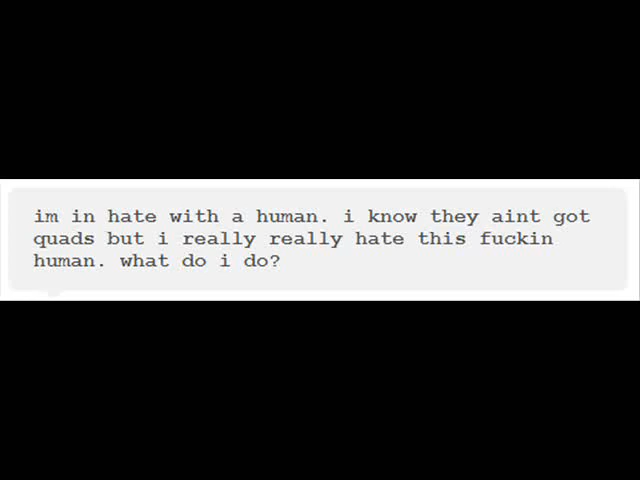 im in hate with a human. i know they aint got
quads but i really really hate this fuckin
human. what do i do?